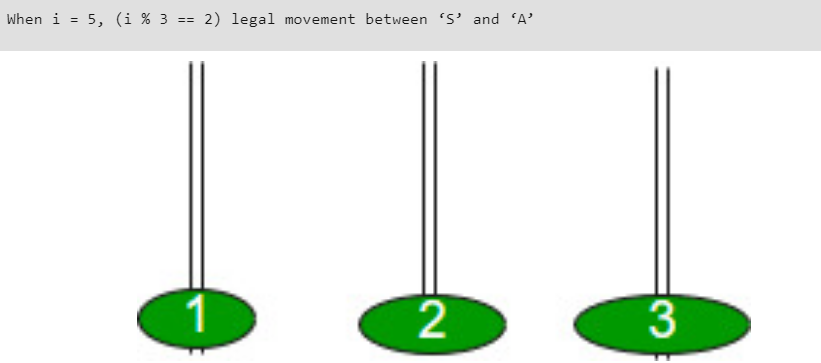 When i = 5, (i % 3 == 2) legal movement between ‘S’ and ‘A’
1 2 3